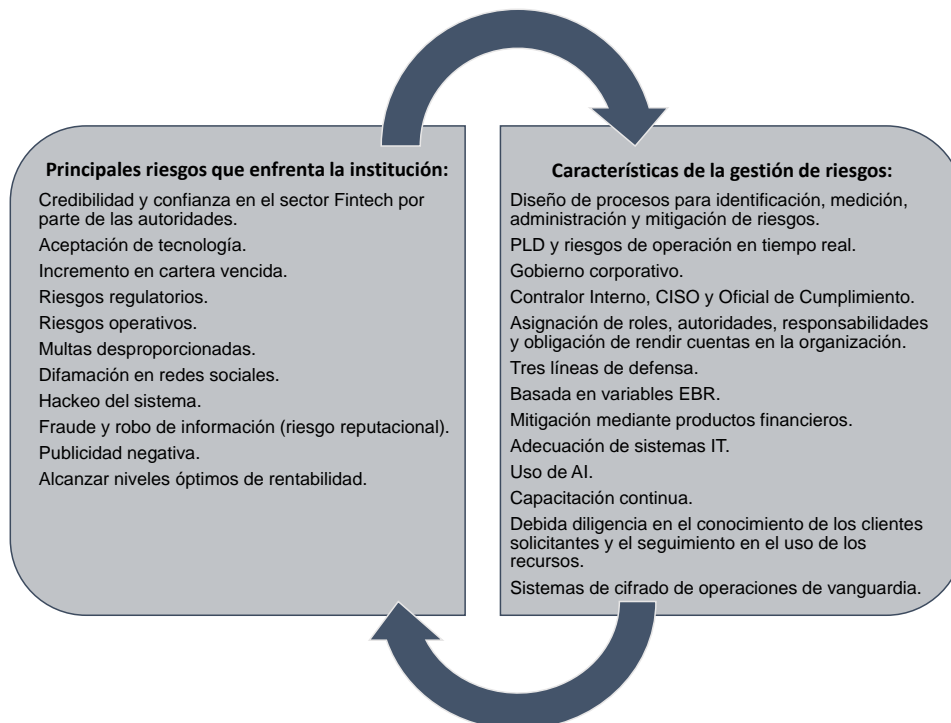 Principales riesgos que enfrenta la institución:
Credibilidad y confianza en el sector Fintech por
parte de las autoridades.
Aceptación de tecnología.
Incremento en cartera vencida.
Riesgos regulatorios.
Riesgos operativos.
Multas desproporcionadas.
Difamación en redes sociales.
Hackeo del sistema.
Fraude y robo de información (riesgo reputacional).
Publicidad negativa.
Alcanzar niveles óptimos de rentabilidad.
Características de la gestión de riesgos:
Diseño de procesos para identificación, medición,
administración y mitigación de riesgos.
PLD y riesgos de operación en tiempo real.
Gobierno corporativo.
Contralor Interno, CISO y Oficial de Cumplimiento.
Asignación de roles, autoridades, responsabilidades
y obligación de rendir cuentas en la organización.
Tres líneas de defensa.
Basada en variables EBR.
Mitigación mediante productos financieros.
Adecuación de sistemas IT.
Uso de AI.
Capacitación continua.
Debida diligencia en el conocimiento de los clientes
solicitantes y el seguimiento en el uso de los
recursos.
Sistemas de cifrado de operaciones de vanguardia.